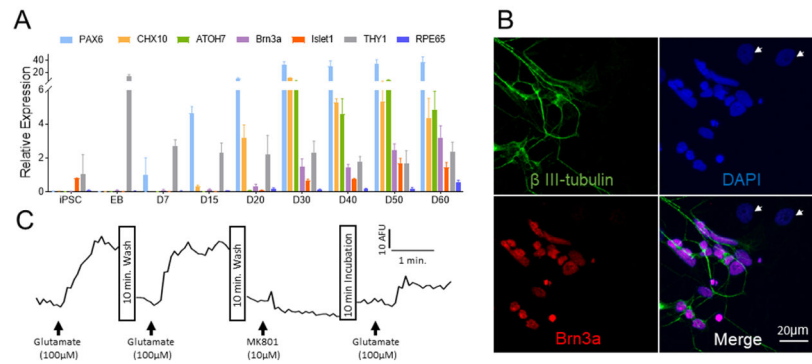 A
PAX6 CHX10 ATOH7 Brn3a Islet1 THY1 RPE65
Relative Expression
40
20
6
4
2
0
iPSC EB D7 D15 D20 D30 D40 D50 D60
B
β III-tubulin
DAPI
Brn3a
Merge
20µm
C
10 min. Wash
10 min. Wash
10 min Incubation
10 AFU
1 min.
Glutamate
(100µM)
Glutamate
(100µM)
MK801
(10µM)
Glutamate
(100µM)